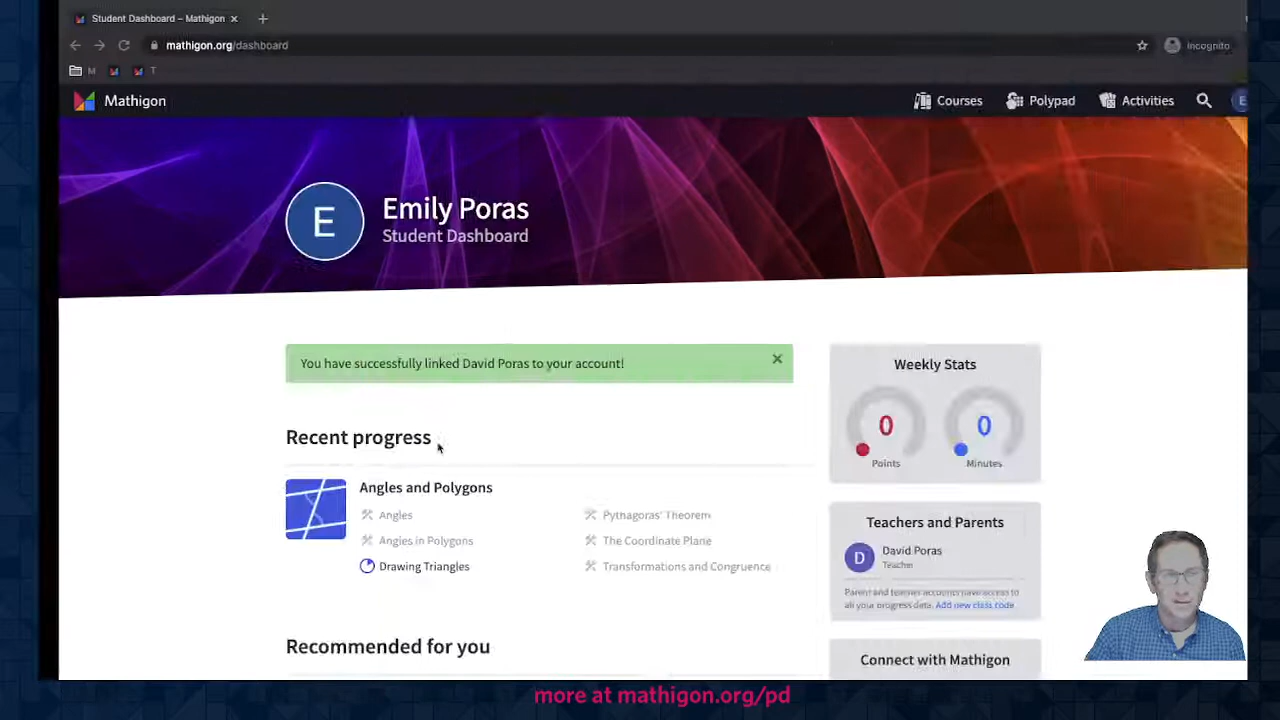 Student Dashboard – Mathigon
mathigon.org/dashboard
Incognito
M
T
Mathigon
Courses
Polypad
Activities
E
E
Emily Poras
Student Dashboard
You have successfully linked David Poras to your account!
Recent progress
Angles and Polygons
Angles
Angles in Polygons
Drawing Triangles
Pythagoras' Theorem
The Coordinate Plane
Transformations and Congruence
Recommended for you
Weekly Stats
0
0
Points
Minutes
Teachers and Parents
D
David Poras
Teacher
Parent and teacher accounts have access to
all your progress data. Add new class code
Connect with Mathigon
more at mathigon.org/pd